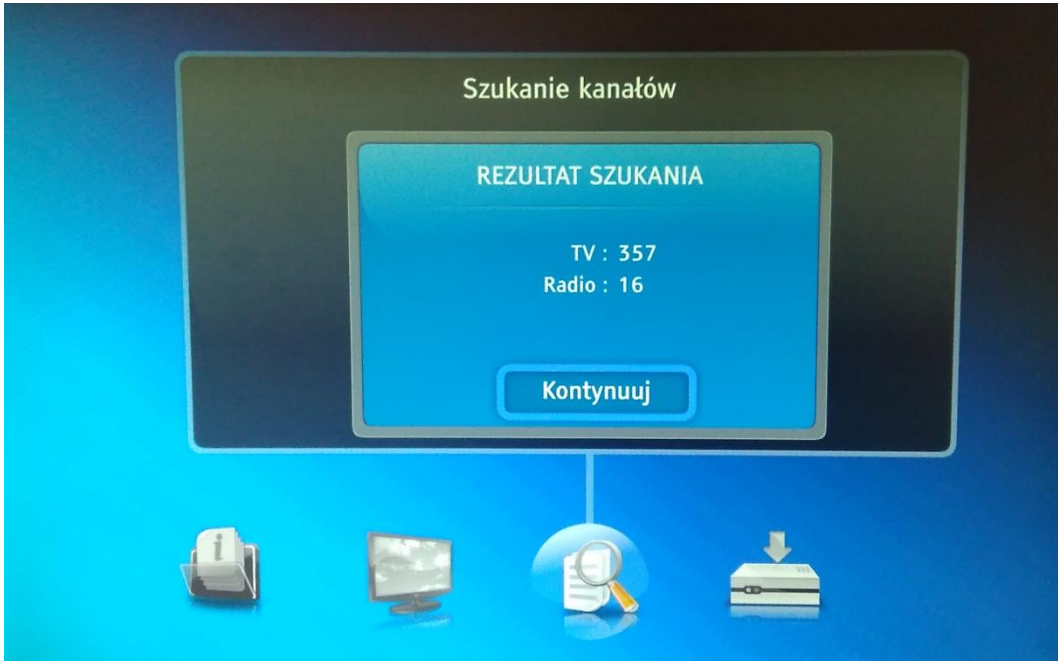 Szukanie kanałów
REZULTAT SZUKANIA
TV : 357
Radio : 16
Kontynuuj
i